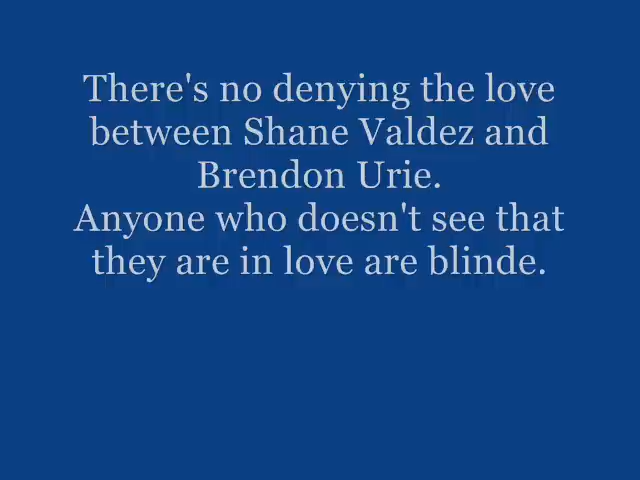 There's no denying the love
between Shane Valdez and
Brendon Urie.
Anyone who doesn't see that
they are in love are blinde.